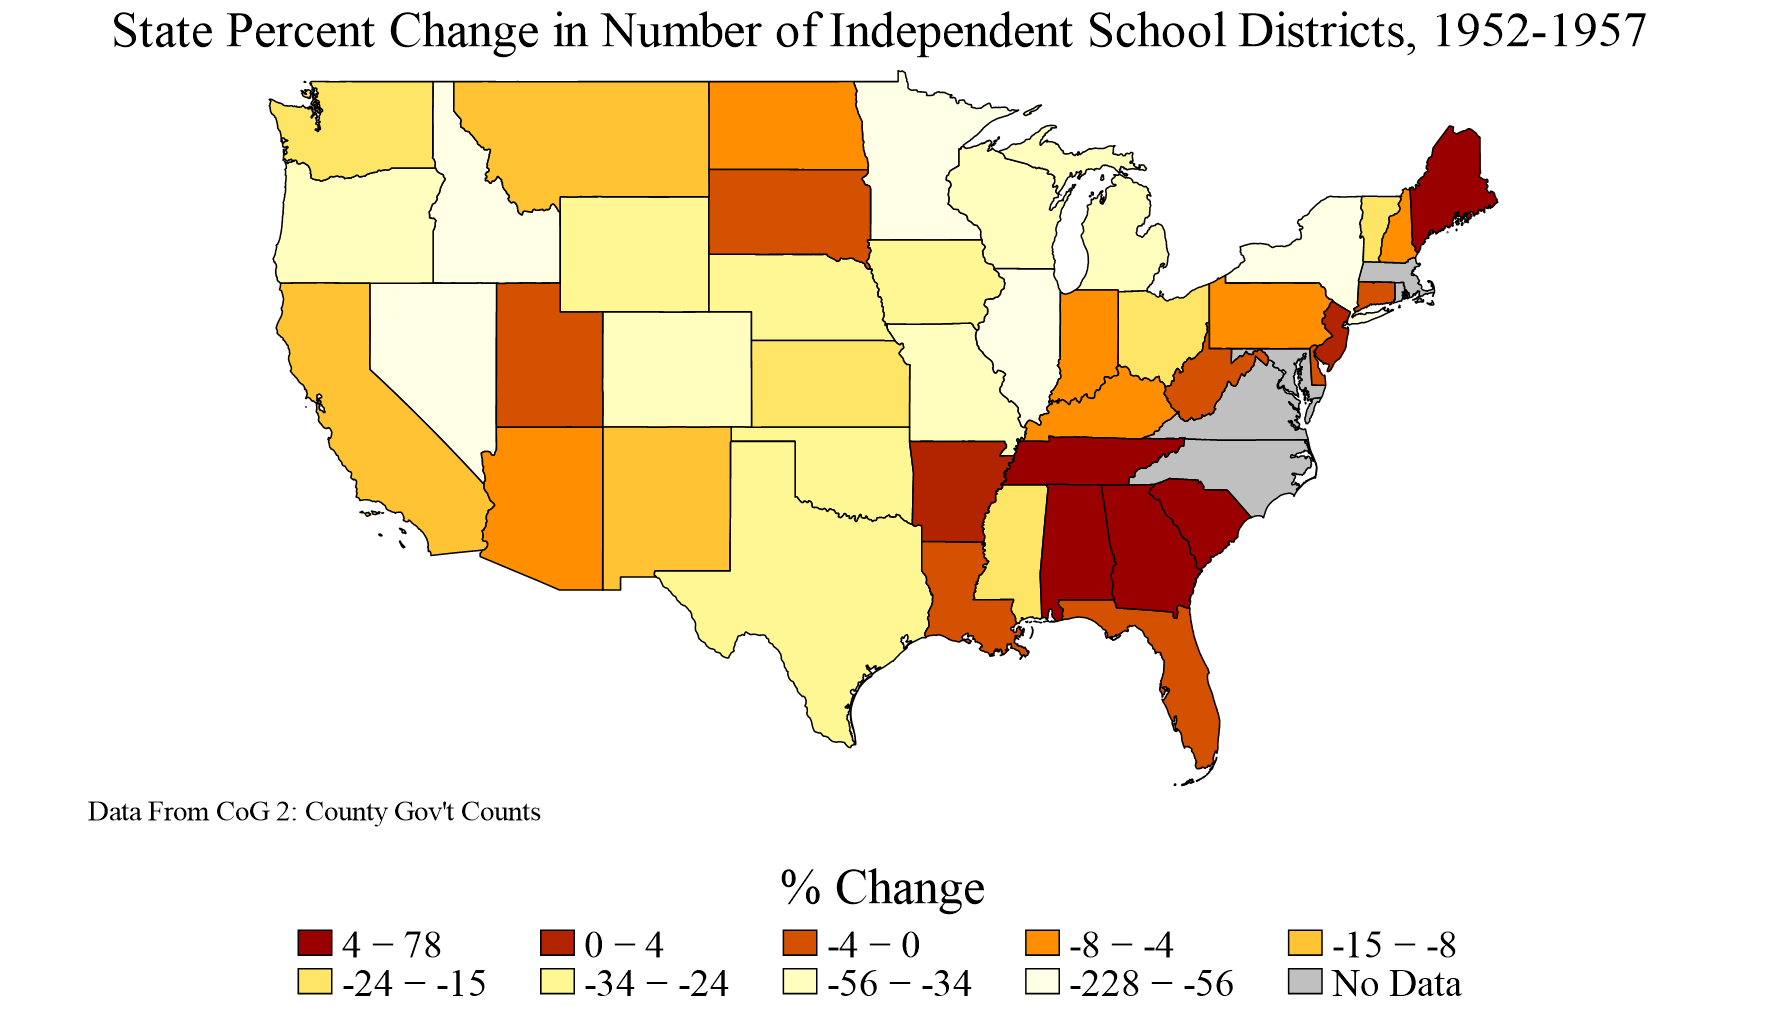 State Percent Change in Number of Independent School Districts, 1952-1957
Data From CoG 2: County Gov't Counts
% Change
4 − 78
0 − 4
-4 − 0
-8 − -4
-15 − -8
-24 − -15
-34 − -24
-56 − -34
-228 − -56
No Data